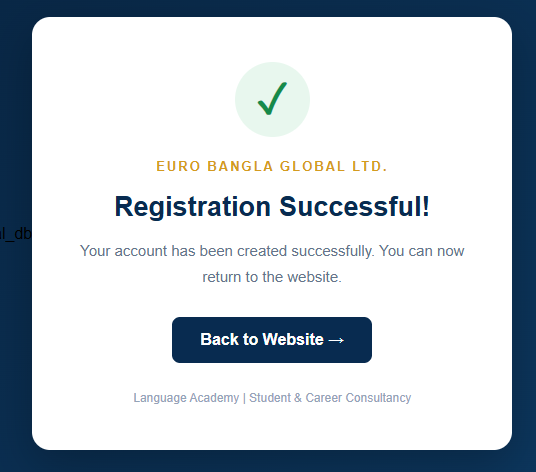 EURO BANGLA GLOBAL LTD.
Registration Successful!
al_db
Your account has been created successfully. You can now
return to the website.
Back to Website →
Language Academy | Student & Career Consultancy